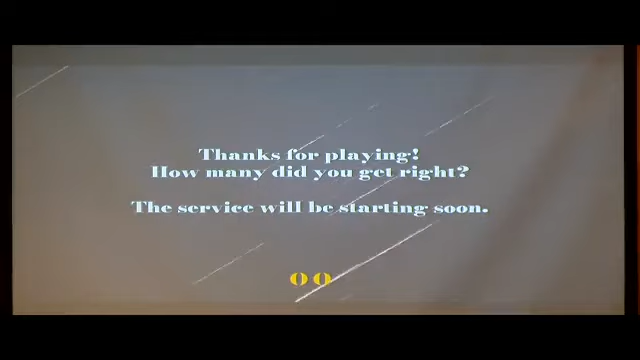 Thanks for playing!
How many did you get right?
The service will be starting soon.
00